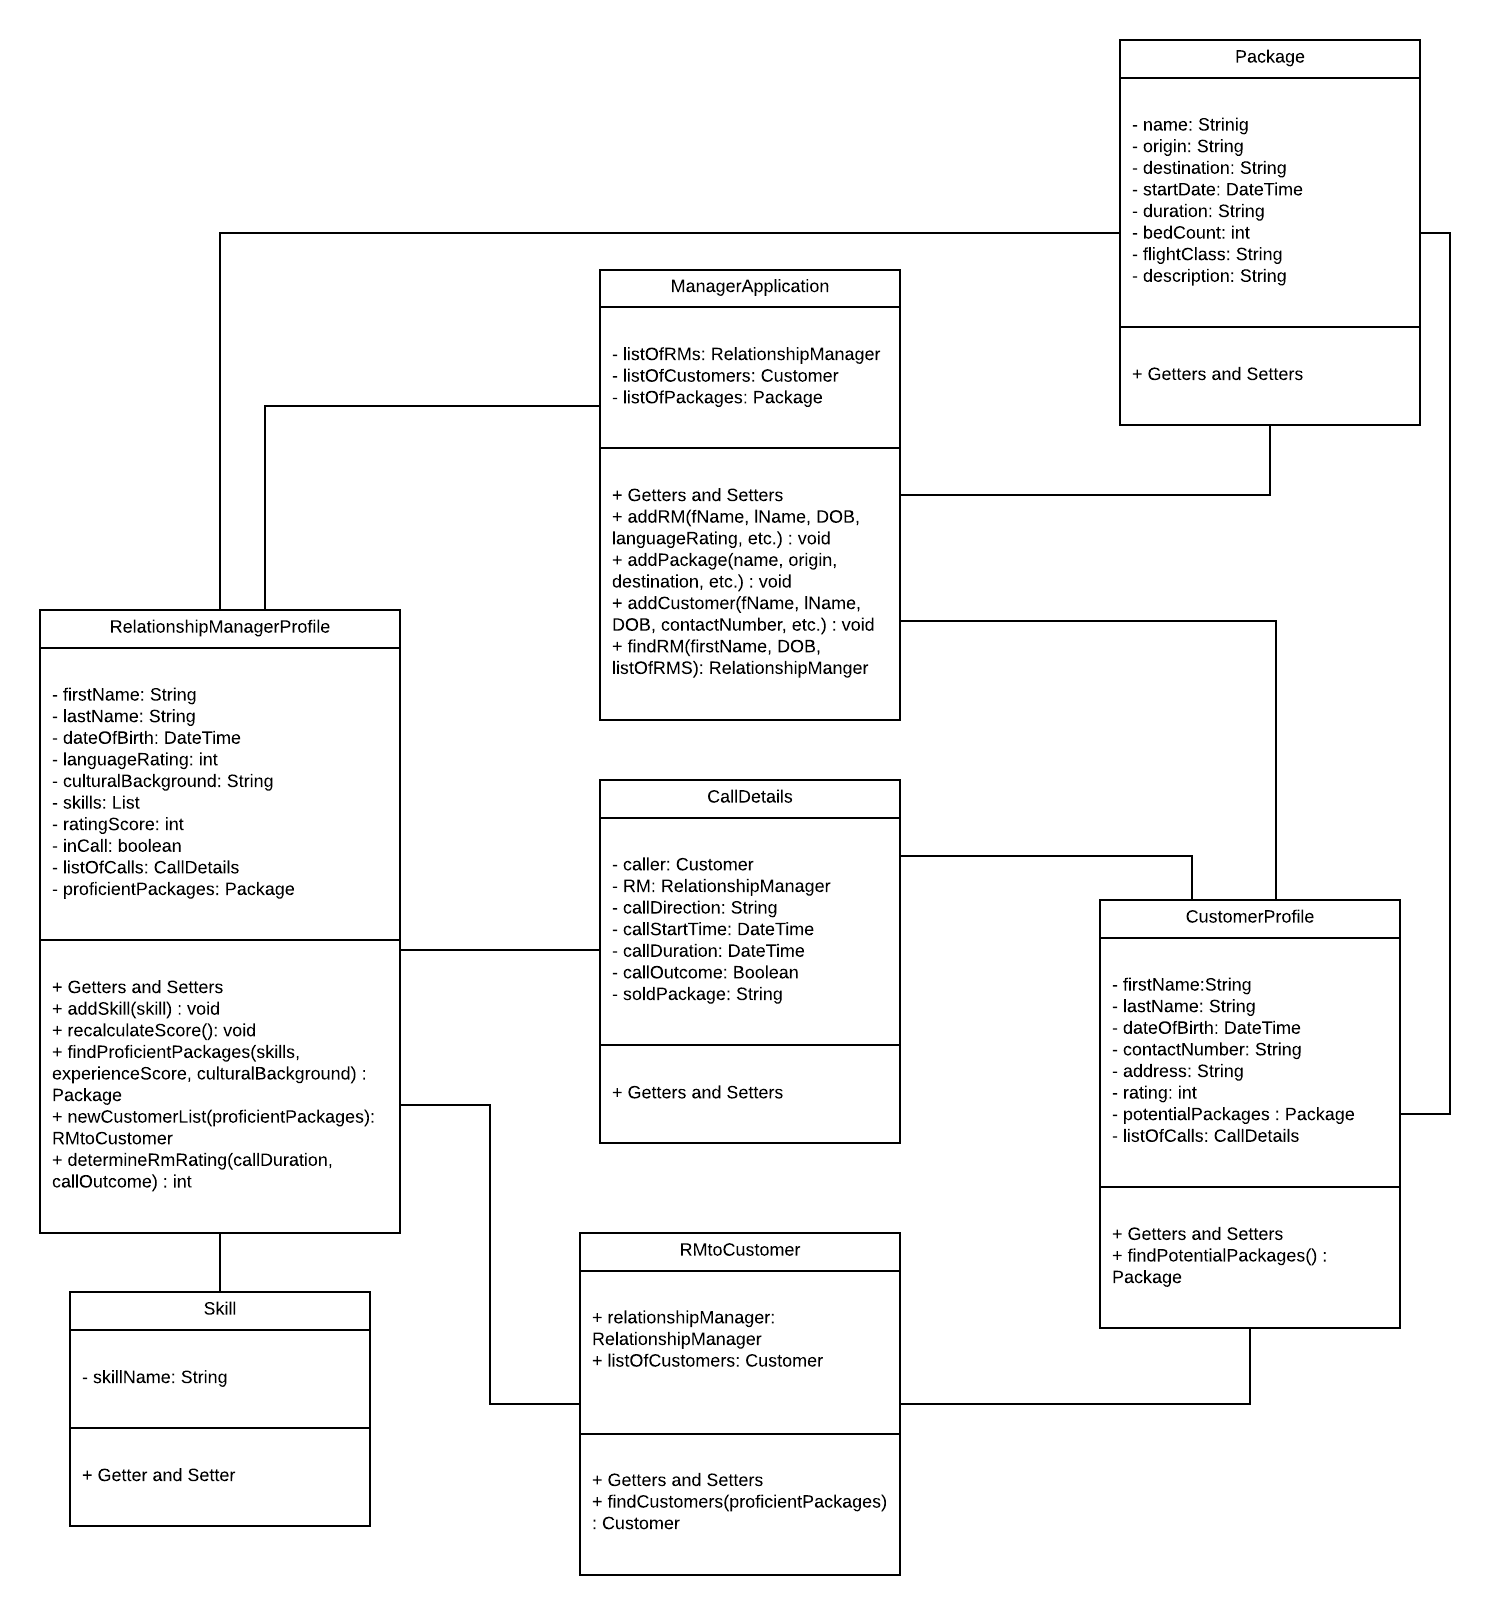 Package
- name: Strinig
- origin: String
- destination: String
- startDate: DateTime
- duration: String
- bedCount: int
- flightClass: String
- description: String
+ Getters and Setters
ManagerApplication
- listOfRMs: RelationshipManager
- listOfCustomers: Customer
- listOfPackages: Package
+ Getters and Setters
+ addRM(fName, lName, DOB,
languageRating, etc.) : void
+ addPackage(name, origin,
destination, etc.) : void
+ addCustomer(fName, lName,
DOB, contactNumber, etc.) : void
+ findRM(firstName, DOB,
listOfRMS): RelationshipManger
RelationshipManagerProfile
- firstName: String
- lastName: String
- dateOfBirth: DateTime
- languageRating: int
- culturalBackground: String
- skills: List
- ratingScore: int
- inCall: boolean
- listOfCalls: CallDetails
- proficientPackages: Package
+ Getters and Setters
+ addSkill(skill) : void
+ recalculateScore(): void
+ findProficientPackages(skills,
experienceScore, culturalBackground) :
Package
+ newCustomerList(proficientPackages):
RMtoCustomer
+ determineRmRating(callDuration,
callOutcome) : int
CallDetails
- caller: Customer
- RM: RelationshipManager
- callDirection: String
- callStartTime: DateTime
- callDuration: DateTime
- callOutcome: Boolean
- soldPackage: String
+ Getters and Setters
CustomerProfile
- firstName:String
- lastName: String
- dateOfBirth: DateTime
- contactNumber: String
- address: String
- rating: int
- potentialPackages : Package
- listOfCalls: CallDetails
+ Getters and Setters
+ findPotentialPackages() :
Package
RMtoCustomer
+ relationshipManager:
RelationshipManager
+ listOfCustomers: Customer
+ Getters and Setters
+ findCustomers(proficientPackages)
: Customer
Skill
- skillName: String
+ Getter and Setter